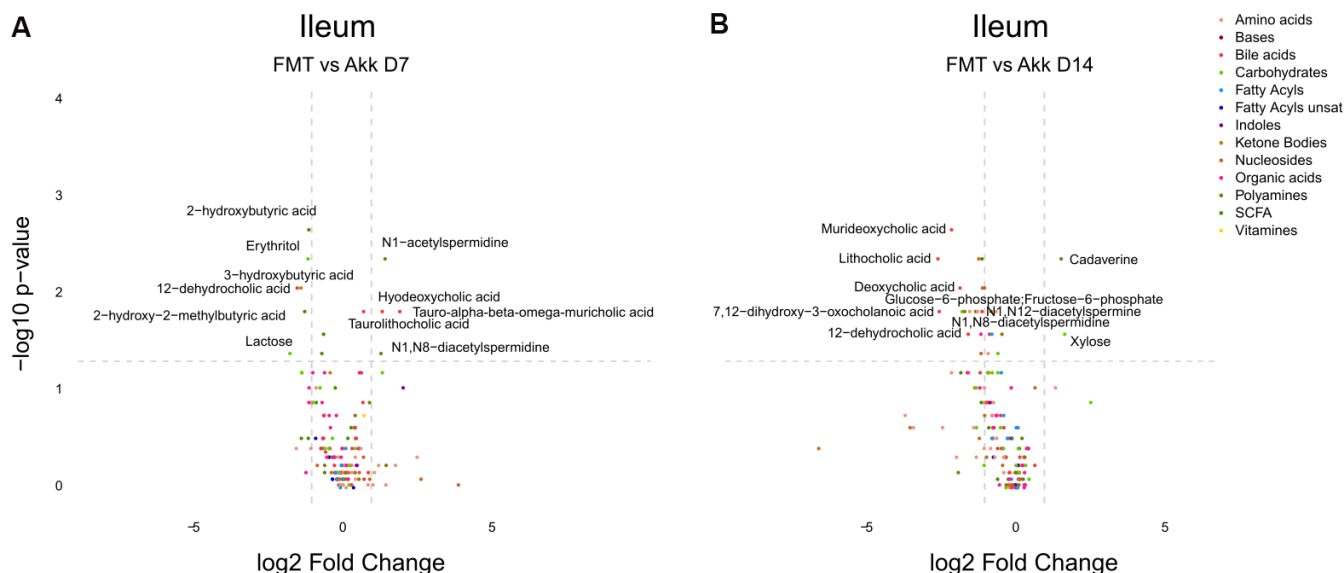 A
Ileum
FMT vs Akk D7
4
3
2
1
0
−log10 p−value
2−hydroxybutyric acid
Erythritol
N1−acetylspermidine
3−hydroxybutyric acid
12−dehydrocholic acid
Hyodeoxycholic acid
2−hydroxy−2−methylbutyric acid
Tauro−alpha−beta−omega−muricholic acid
Taurolithocholic acid
Lactose
N1,N8−diacetylspermidine
−5
0
5
log2 Fold Change
B
Ileum
FMT vs Akk D14
Murideoxycholic acid
Lithocholic acid
Cadaverine
Deoxycholic acid
Glucose−6−phosphate;Fructose−6−phosphate
7,12−dihydroxy−3−oxocholanoic acid
N1,N12−diacetylspermine
N1,N8−diacetylspermidine
12−dehydrocholic acid
Xylose
−5
0
5
log2 Fold Change
Amino acids
Bases
Bile acids
Carbohydrates
Fatty Acyls
Fatty Acyls unsat
Indoles
Ketone Bodies
Nucleosides
Organic acids
Polyamines
SCFA
Vitamines